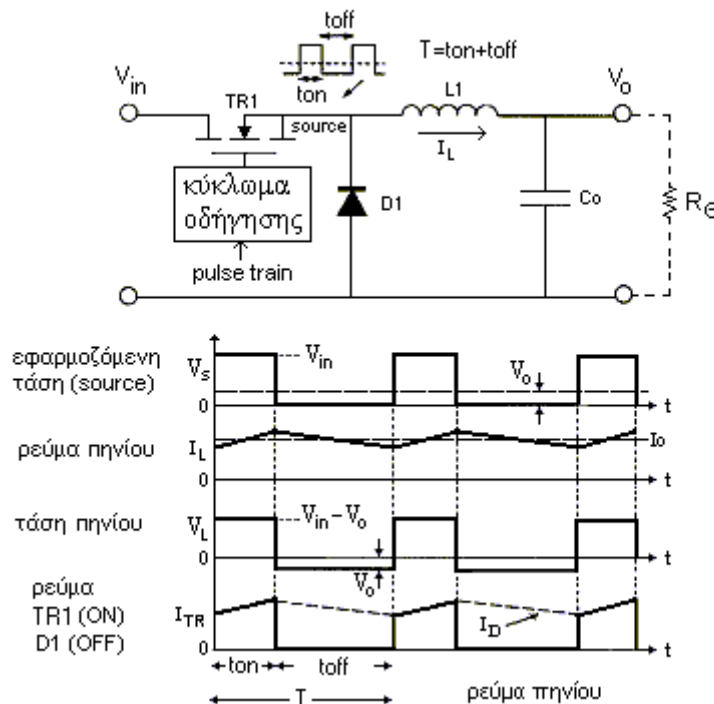 toff
T=ton+toff
ton
Vin
TR1
source
L1
Vo
IL
κύκλωμα
οδήγησης
D1
Co
RΘ
pulse train
εφαρμοζόμενη
τάση (source)
Vs
Vin
Vo
0
t
ρεύμα πηνίου
IL
Io
0
t
τάση πηνίου
VL
Vin - Vo
0
t
Vo
ρεύμα
TR1 (ON)
D1 (OFF)
ITR
ID
0
t
ton
toff
T
ρεύμα πηνίου